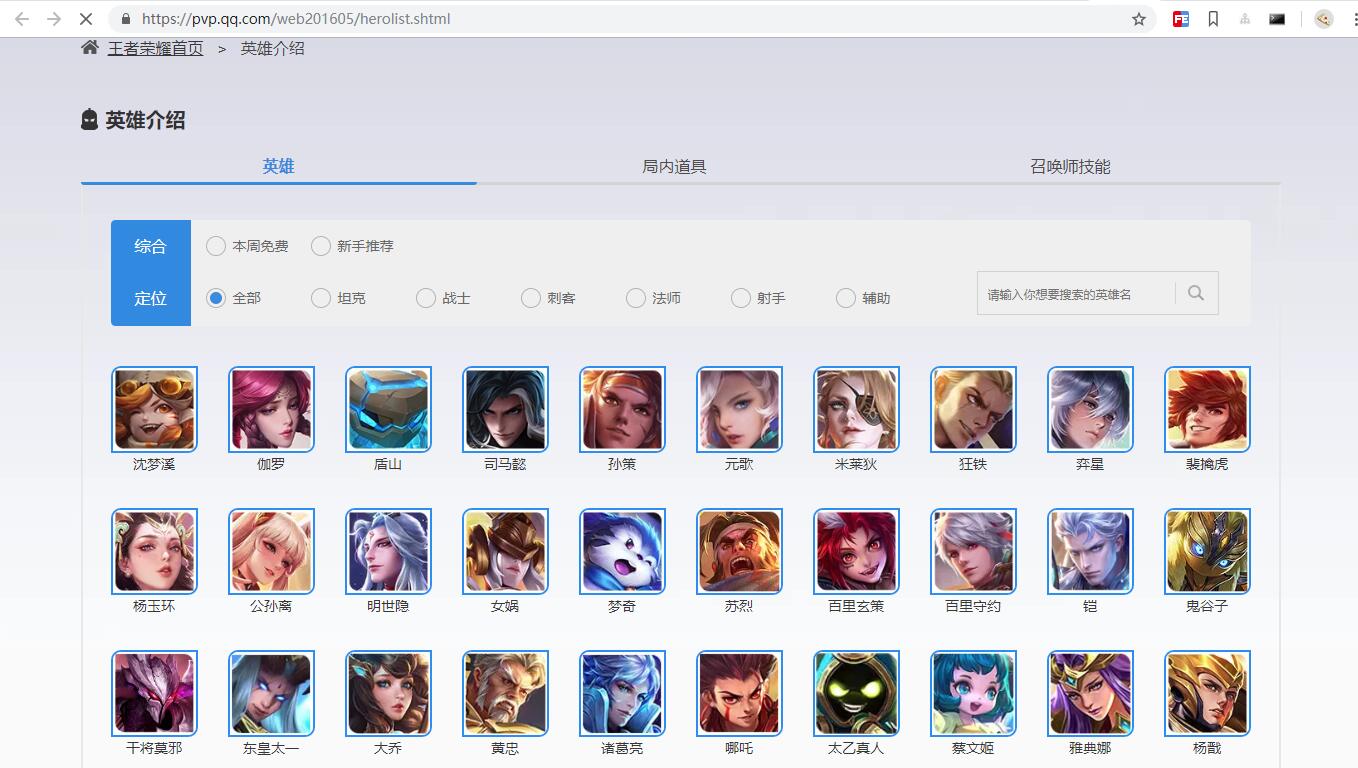 https://pvp.qq.com/web201605/herolist.shtml
王者荣耀首页 > 英雄介绍
英雄介绍
英雄 局内道具 召唤师技能
综合 本周免费 新手推荐
定位 全部 坦克 战士 刺客 法师 射手 辅助 请输入你想要搜索的英雄名
沈梦溪 伽罗 盾山 司马懿 孙策 元歌 米莱狄 狂铁 弈星 裴擒虎
杨玉环 公孙离 明世隐 女娲 梦奇 苏烈 百里玄策 百里守约 铠 鬼谷子
干将莫邪 东皇太一 大乔 黄忠 诸葛亮 哪吒 太乙真人 蔡文姬 雅典娜 杨戬